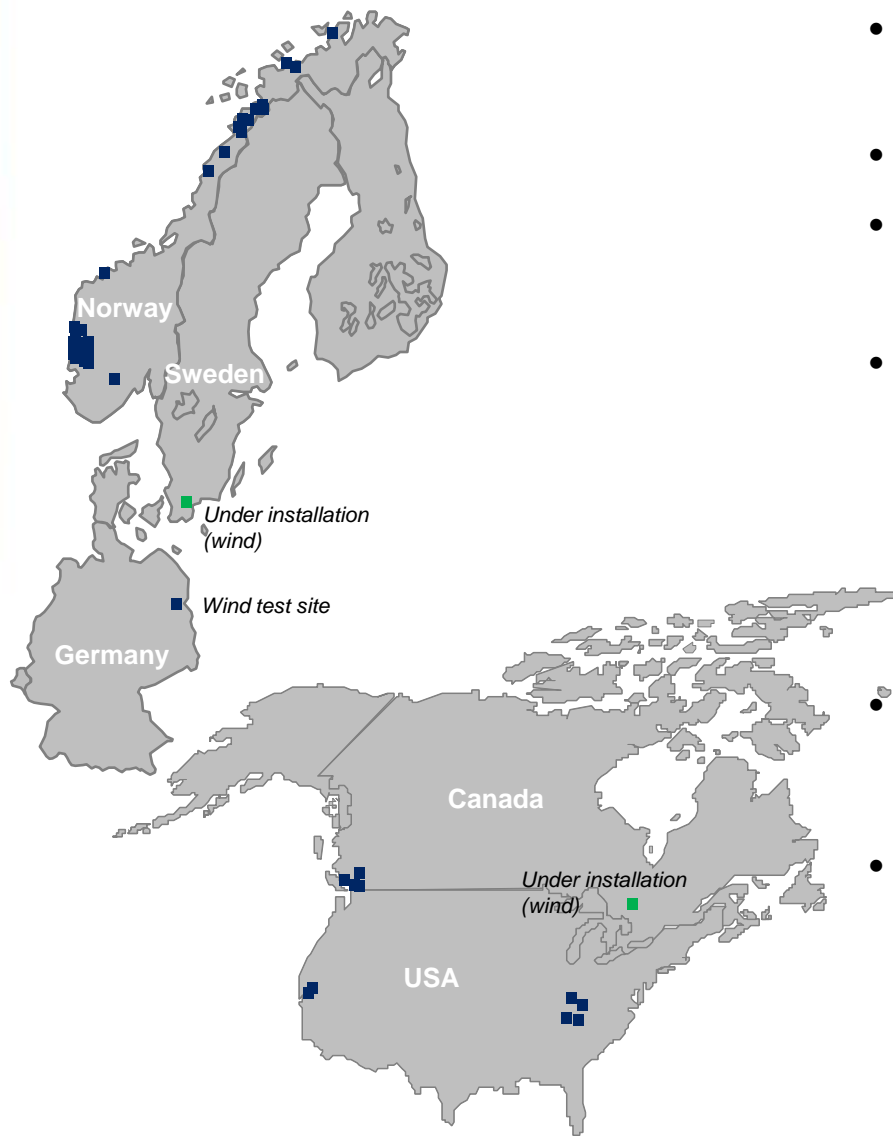 Norway
Sweden
Under installation
(wind)
Wind test site
Germany
Canada
Under installation
(wind)
USA